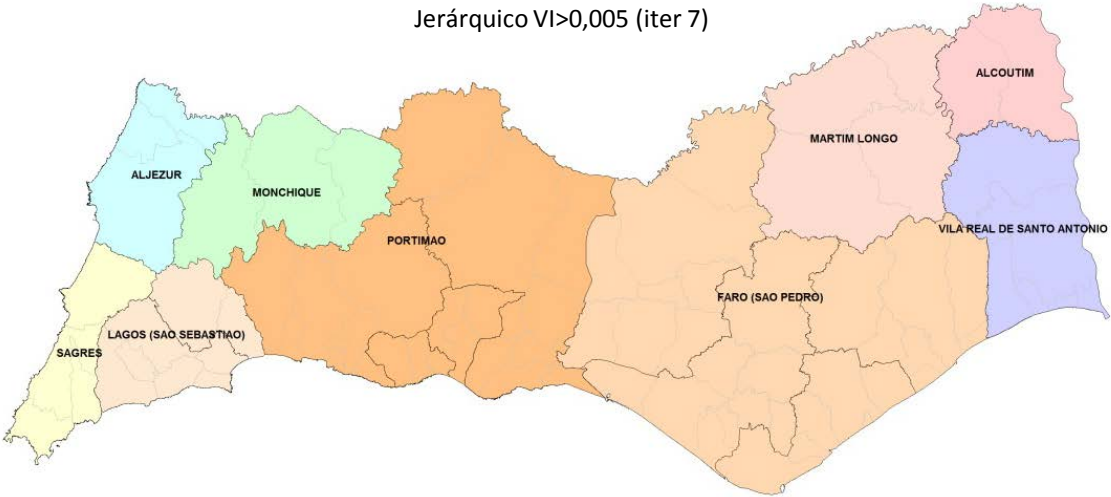 Jerárquico VI>0,005 (iter 7)
ALCOUTIM
MARTIM LONGO
ALJEZUR
MONCHIQUE
VILA REAL DE SANTO ANTONIO
PORTIMAO
FARO (SAO PEDRO)
LAGOS (SAO SEBASTIAO)
SAGRES